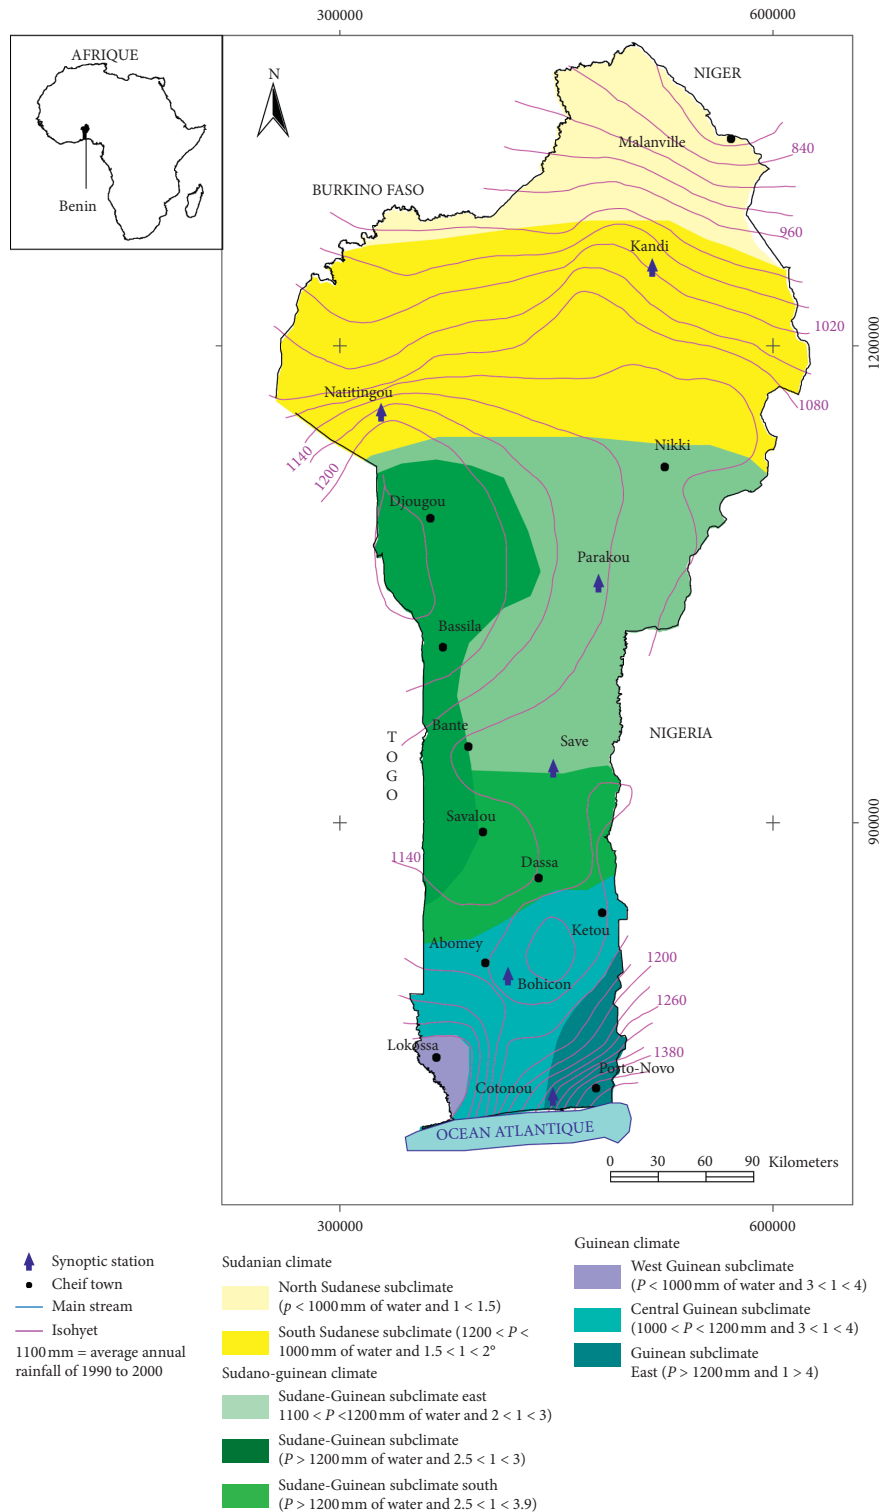 300000
600000
AFRIQUE
Benin
N
NIGER
Malanville
840
BURKINO FASO
960
Kandi
1020
1200000
Natitingou
1080
1140
1200
Nikki
Djougou
Parakou
Bassila
TOGO
Bante
Save
NIGERIA
Savalou
900000
1140
Dassa
Ketou
Abomey
1200
Bohicon
1260
Lokossa
1380
Cotonou
Porto-Novo
OCEAN ATLANTIQUE
0 30 60 90 Kilometers
300000
600000
Synoptic station
Cheif town
Main stream
Isohyet
1100 mm = average annual
rainfall of 1990 to 2000
Sudanian climate
North Sudanese subclimate
(p < 1000 mm of water and 1 < 1.5)
South Sudanese subclimate (1200 < P <
1000 mm of water and 1.5 < 1 < 2°
Sudano-guinean climate
Sudane-Guinean subclimate east
1100 < P <1200 mm of water and 2 < 1 < 3)
Sudane-Guinean subclimate
(P > 1200 mm of water and 2.5 < 1 < 3)
Sudane-Guinean subclimate south
(P > 1200 mm of water and 2.5 < 1 < 3.9)
Guinean climate
West Guinean subclimate
(P < 1000 mm of water and 3 < 1 < 4)
Central Guinean subclimate
(1000 < P < 1200 mm and 3 < 1 < 4)
Guinean subclimate
East (P > 1200 mm and 1 > 4)